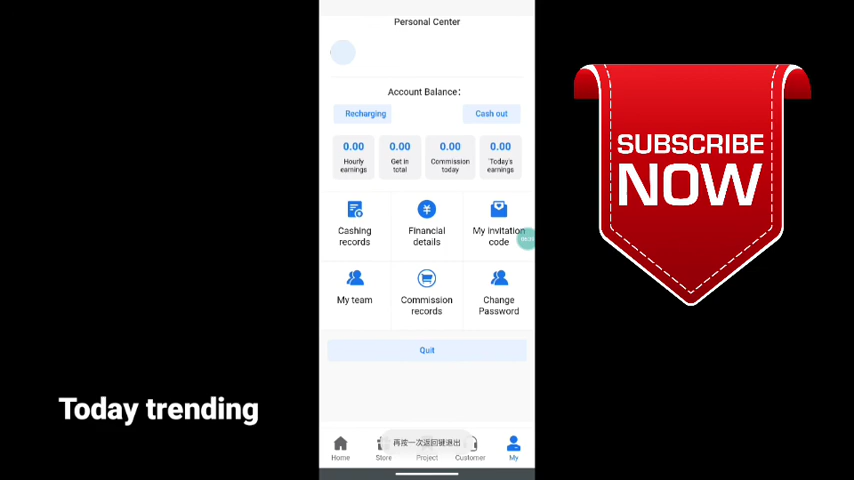 Personal Center
Account Balance:
Recharging
Cash out
0.00
0.00
0.00
0.00
Hourly earnings
Get in total
Commission today
Today's earnings
Cashing records
Financial details
My invitation code
My team
Commission records
Change Password
Quit
再按一次返回键退出
Home
Store
Project
Customer
My
SUBSCRIBE
NOW
Today trending